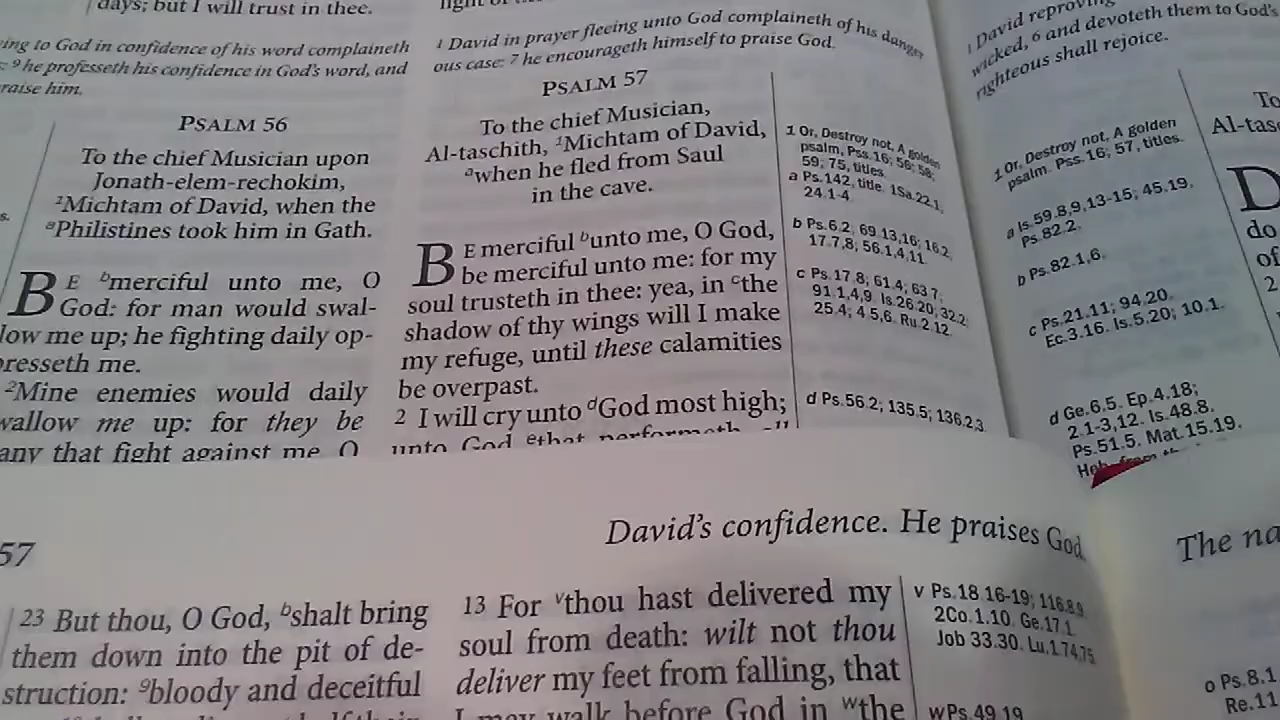 days; but I will trust in thee.
ing to God in confidence of his word complaineth
: 9 he professeth his confidence in God's word, and
raise him.
PSALM 56
To the chief Musician upon
Jonath-elem-rechokim,
2Michtam of David, when the
aPhilistines took him in Gath.
BE bmerciful unto me, O
God: for man would swal-
low me up; he fighting daily op-
presseth me.
2Mine enemies would daily
wallow me up: for they be
any that fight against me, O
1 David in prayer fleeing unto God complaineth of his danger
ous case: 7 he encourageth himself to praise God.
PSALM 57
To the chief Musician,
Al-taschith, 1Michtam of David,
awhen he fled from Saul
in the cave.
BE merciful bunto me, O God,
be merciful unto me: for my
soul trusteth in thee: yea, in cthe
shadow of thy wings will I make
my refuge, until these calamities
be overpast.
2 I will cry unto dGod most high;
unto God ethat performeth all
1 Or, Destroy not, A golden
psalm, Pss.16; 56; 58;
59; 75, titles.
a Ps.142, title. 1Sa.22.1,
24.1-4.
b Ps.6.2, 69.13,16; 16.2,
17.7,8; 56.1,4,11.
c Ps.17.8; 61.4; 63.7;
91.1,4,9. Is.26.20; 32.2;
25.4; 4.5,6. Ru.2.12.
d Ps.56.2; 135.5; 136.2,3.
1 David reproving
wicked, 6 and devoteth them to God's
righteous shall rejoice.
1 Or, Destroy not, A golden
psalm. Pss.16; 57, titles.
a Is.59.8,9,13-15; 45.19.
Ps.82.2.
b Ps.82.1,6.
c Ps.21.11; 94.20.
Ec.3.16. Is.5.20; 10.1.
d Ge.6.5. Ep.4.18;
2.1-3,12. Is.48.8.
Ps.51.5. Mat.15.19.
To
Al-tasc
D
do
of
2
57
David's confidence. He praises God.
The na
23 But thou, O God, bshalt bring
them down into the pit of de-
struction: 9bloody and deceitful
13 For vthou hast delivered my
soul from death: wilt not thou
deliver my feet from falling, that
I may walk before God in wthe
v Ps.18.16-19; 116.8,9.
2Co.1.10. Ge.17.1.
Job 33.30. Lu.1.74,75.
w Ps.49.19
o Ps.8.1
Re.11.